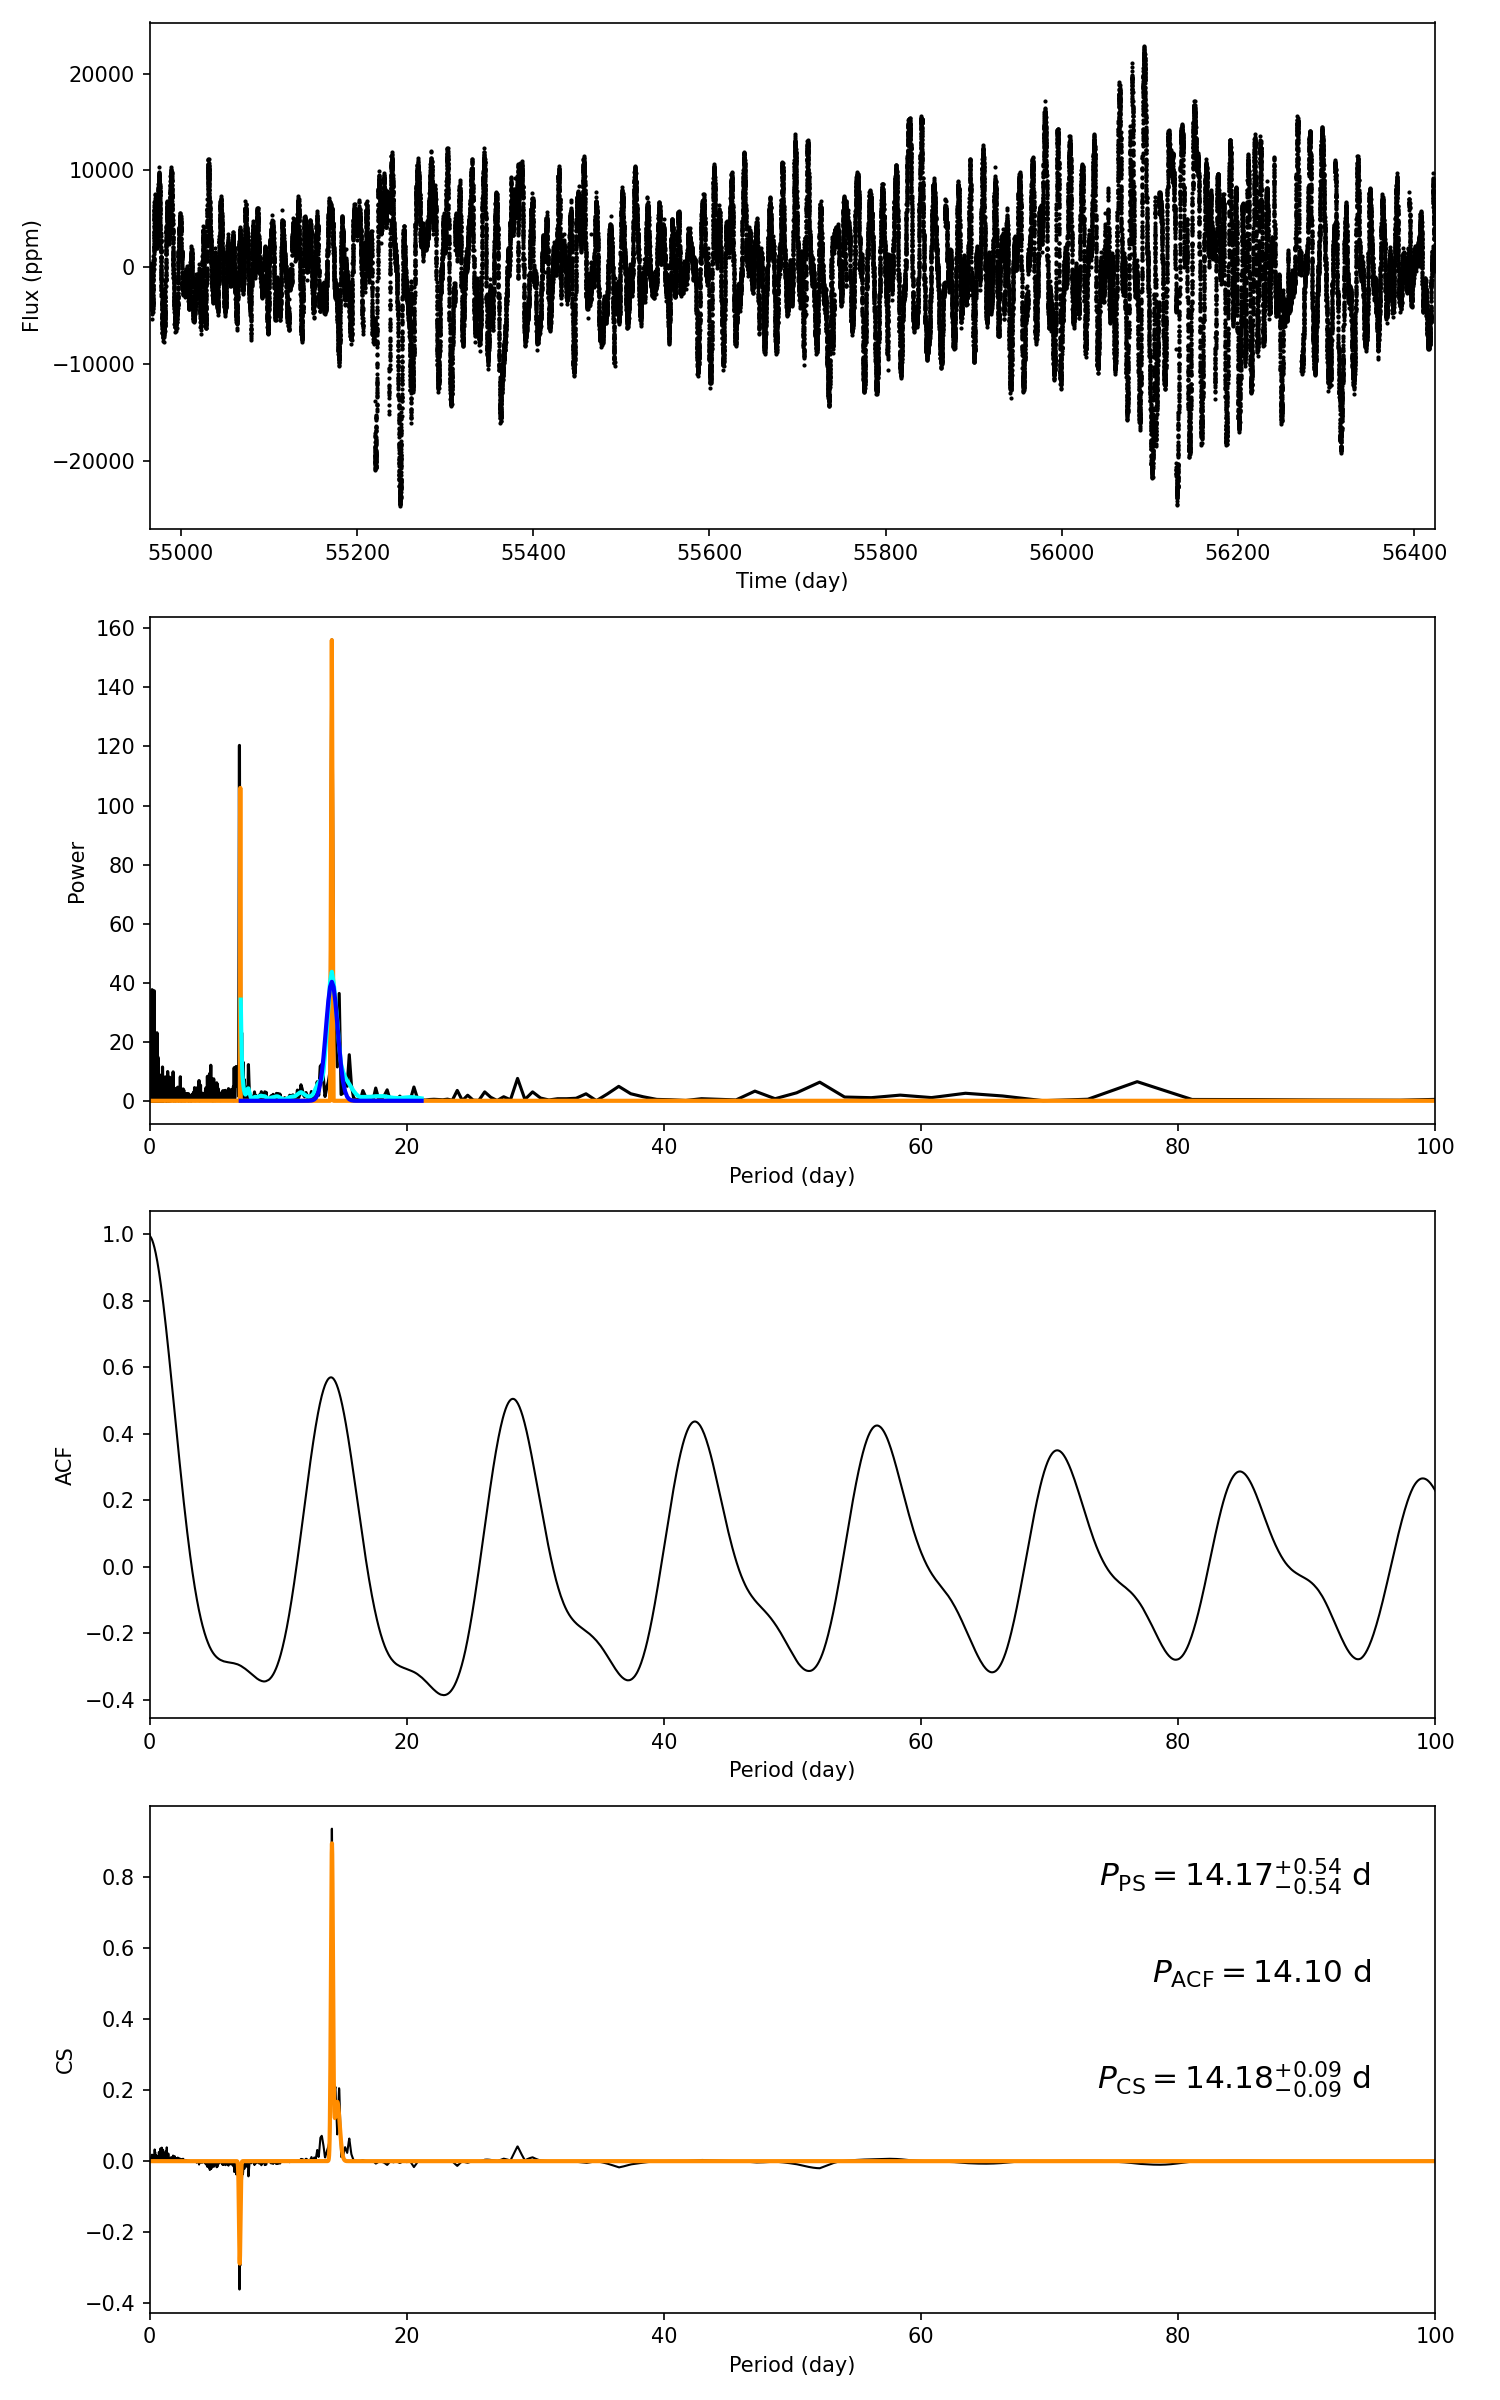 20000
10000
0
−10000
−20000
Flux (ppm)
55000 55200 55400 55600 55800 56000 56200 56400
Time (day)
160
140
120
100
80
60
40
20
0
Power
0 20 40 60 80 100
Period (day)
1.0
0.8
0.6
0.4
0.2
0.0
−0.2
−0.4
ACF
0 20 40 60 80 100
Period (day)
0.8
0.6
0.4
0.2
0.0
−0.2
−0.4
CS
P_PS = 14.17 +0.54 −0.54 d
P_ACF = 14.10 d
P_CS = 14.18 +0.09 −0.09 d
0 20 40 60 80 100
Period (day)